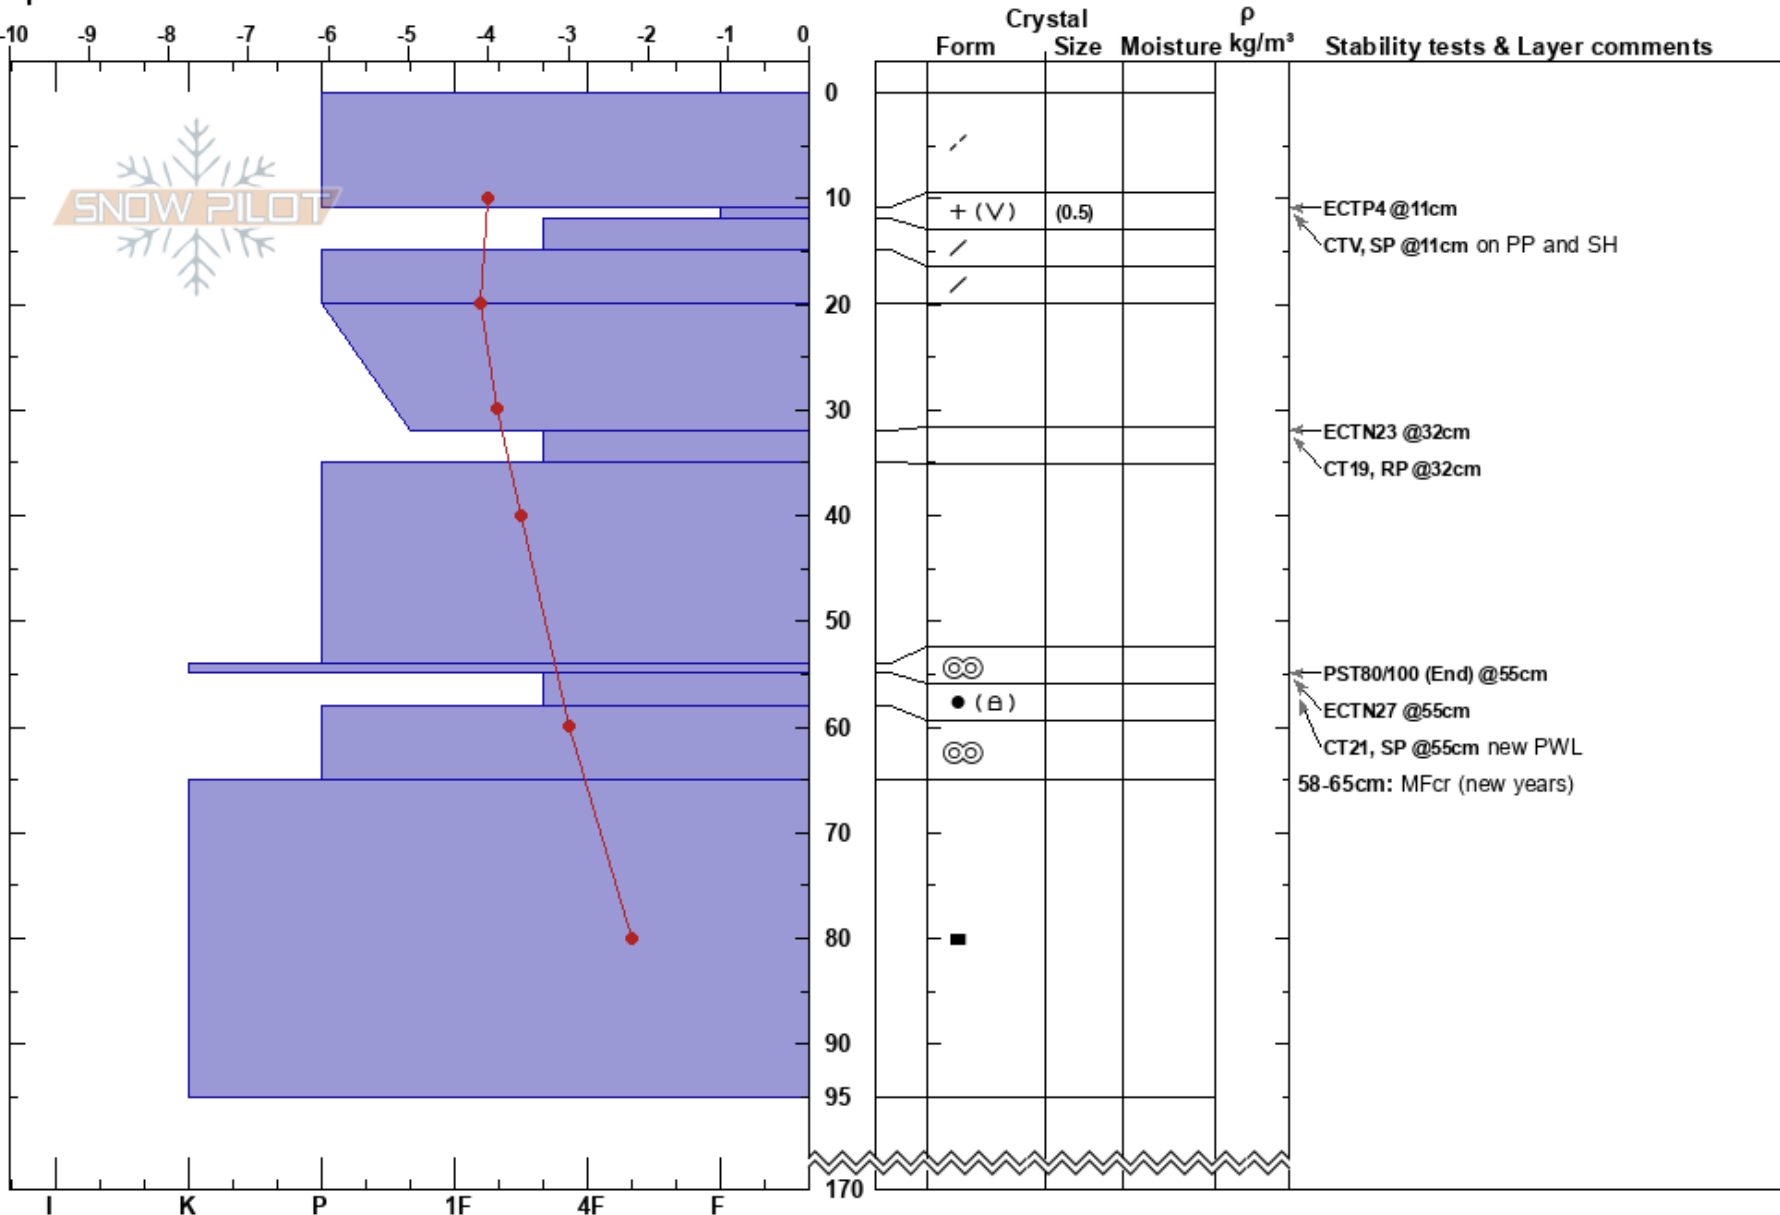 Crystal ρ
-10 -9 -8 -7 -6 -5 -4 -3 -2 -1 0
Form Size Moisture kg/m³ Stability tests & Layer comments
0
SNOW PILOT
10
+ (V) (0.5)
ECTP4 @11cm
CTV, SP @11cm on PP and SH
20
30
ECTN23 @32cm
CT19, RP @32cm
40
50
PST80/100 (End) @55cm
ECTN27 @55cm
60
CT21, SP @55cm new PWL
58-65cm: MFcr (new years)
70
80
90
95
170
I K P 1F 4F F